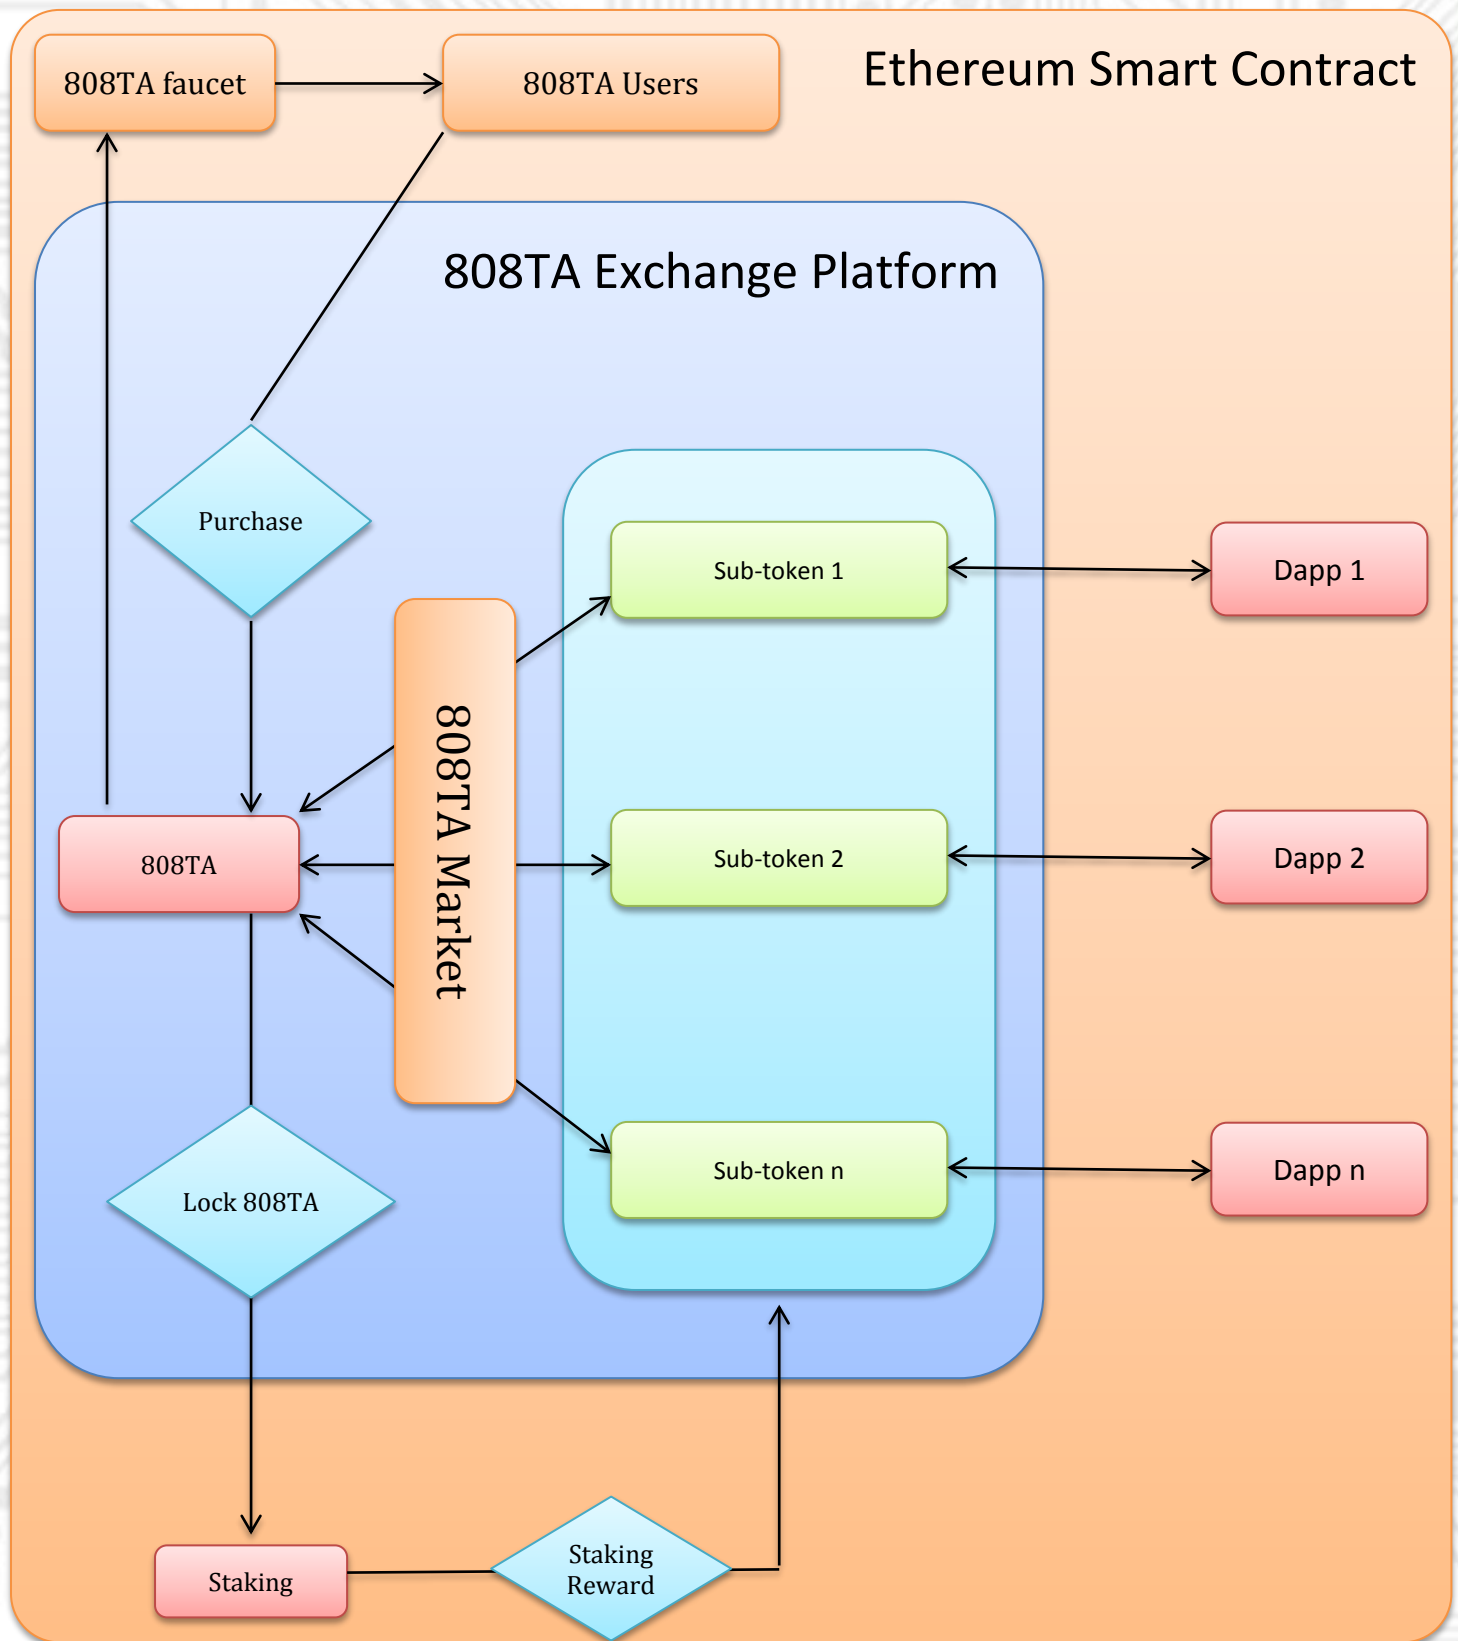 808TA faucet
808TA Users
Ethereum Smart Contract
808TA Exchange Platform
Purchase
Sub-token 1
Dapp 1
808TA Market
808TA
Sub-token 2
Dapp 2
Lock 808TA
Sub-token n
Dapp n
Staking
Staking
Reward